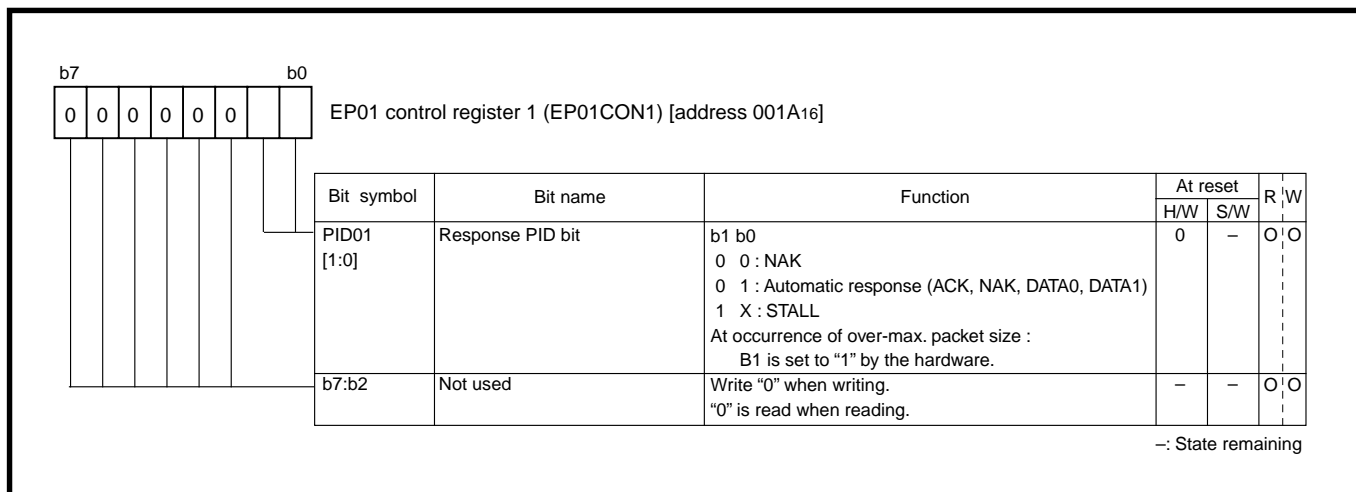 b7 b0
0 0 0 0 0 0
EP01 control register 1 (EP01CON1) [address 001A16]
Bit symbol Bit name Function At reset R W
H/W S/W
PID01 Response PID bit b1 b0 0 – O O
[1:0] 0 0 : NAK
0 1 : Automatic response (ACK, NAK, DATA0, DATA1)
1 X : STALL
At occurrence of over-max. packet size :
B1 is set to “1” by the hardware.
b7:b2 Not used Write “0” when writing. – – O O
“0” is read when reading.
–: State remaining